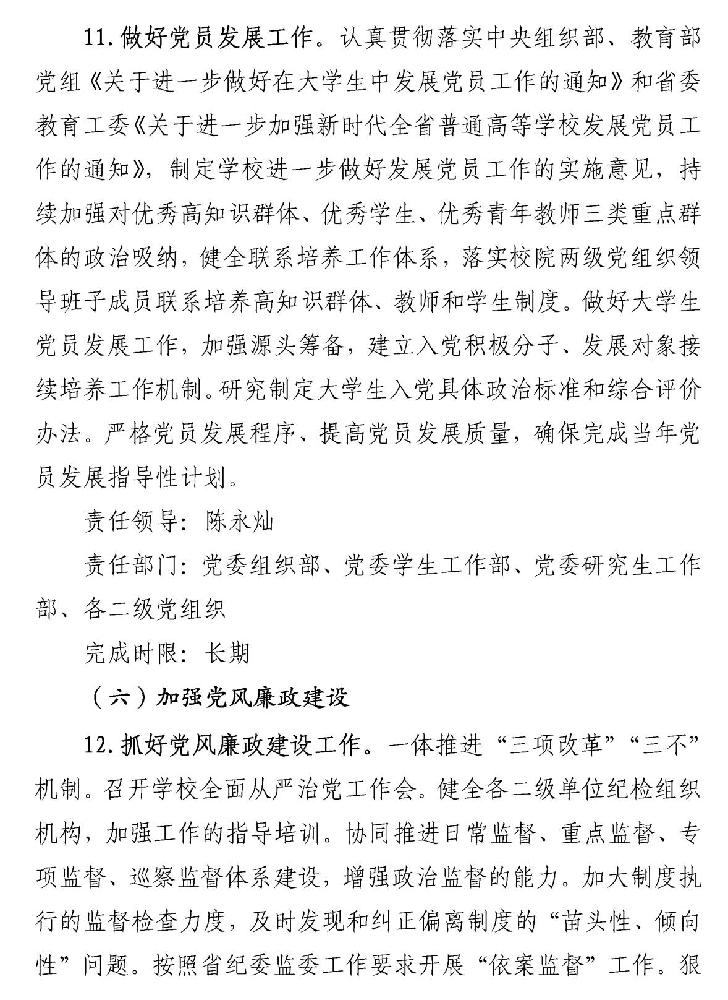 11. 做好党员发展工作。认真贯彻落实中央组织部、教育部
党组《关于进一步做好在大学生中发展党员工作的通知》和省委
教育工委《关于进一步加强新时代全省普通高等学校发展党员工
作的通知》，制定学校进一步做好发展党员工作的实施意见，持
续加强对优秀高知识群体、优秀学生、优秀青年教师三类重点群
体的政治吸纳，健全联系培养工作体系，落实校院两级党组织领
导班子成员联系培养高知识群体、教师和学生制度。做好大学生
党员发展工作，加强源头筹备，建立入党积极分子、发展对象接
续培养工作机制。研究制定大学生入党具体政治标准和综合评价
办法。严格党员发展程序、提高党员发展质量，确保完成当年党
员发展指导性计划。
责任领导：陈永灿
责任部门：党委组织部、党委学生工作部、党委研究生工作
部、各二级党组织
完成时限：长期
（六）加强党风廉政建设
12. 抓好党风廉政建设工作。一体推进“三项改革”“三不”
机制。召开学校全面从严治党工作会。健全各二级单位纪检组织
机构，加强工作的指导培训。协同推进日常监督、重点监督、专
项监督、巡察监督体系建设，增强政治监督的能力。加大制度执
行的监督检查力度，及时发现和纠正偏离制度的“苗头性、倾向
性”问题。按照省纪委监委工作要求开展“依案监督”工作。狠